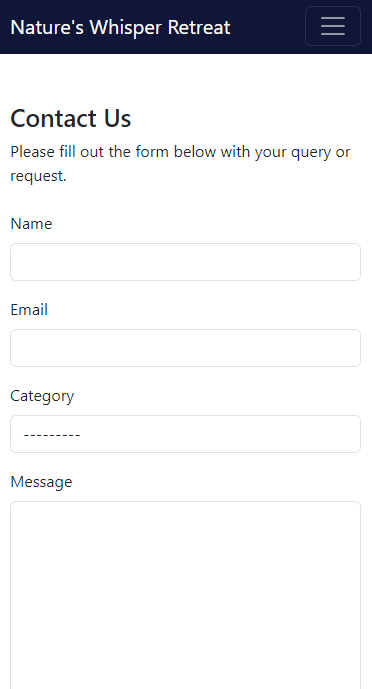 Nature's Whisper Retreat
Contact Us
Please fill out the form below with your query or
request.
Name
Email
Category
---------
Message